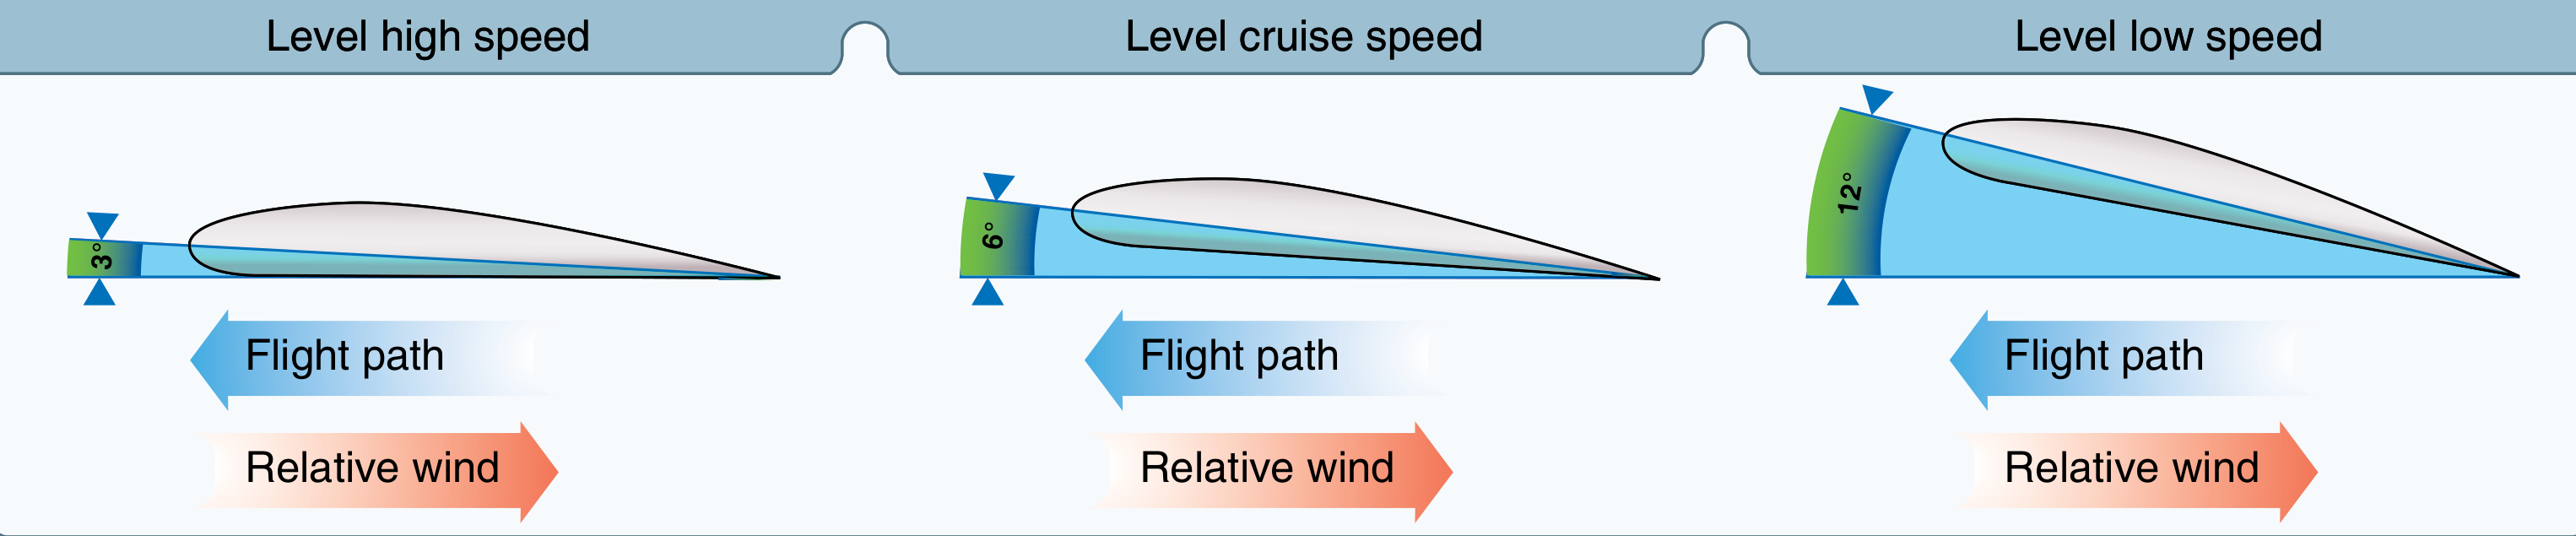 Level high speed
Level cruise speed
Level low speed
3°
6°
12°
Flight path
Flight path
Flight path
Relative wind
Relative wind
Relative wind